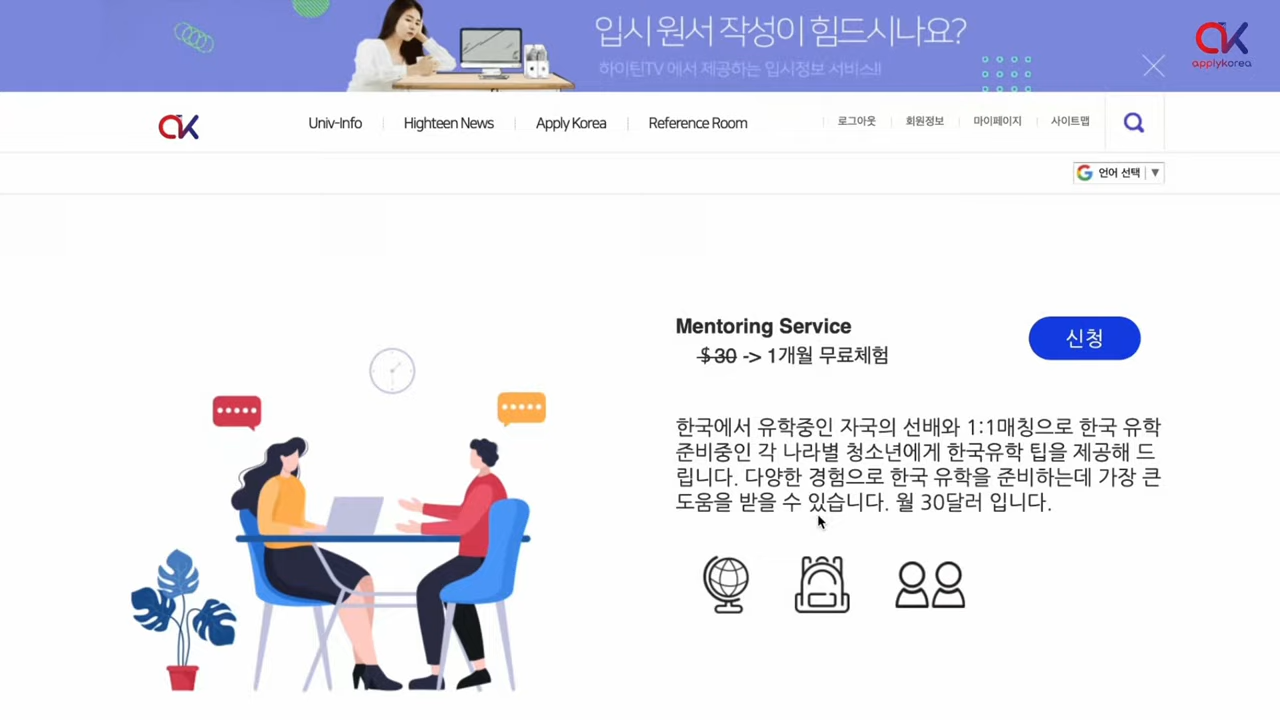 입시 원서 작성이 힘드시나요?
하이틴TV 에서 제공하는 입시정보 서비스!!
applykorea
Univ-Info
Highteen News
Apply Korea
Reference Room
로그아웃
회원정보
마이페이지
사이트맵
언어 선택
Mentoring Service
신청
$30 -> 1개월 무료체험
한국에서 유학중인 자국의 선배와 1:1매칭으로 한국 유학
준비중인 각 나라별 청소년에게 한국유학 팁을 제공해 드
립니다. 다양한 경험으로 한국 유학을 준비하는데 가장 큰
도움을 받을 수 있습니다. 월 30달러 입니다.